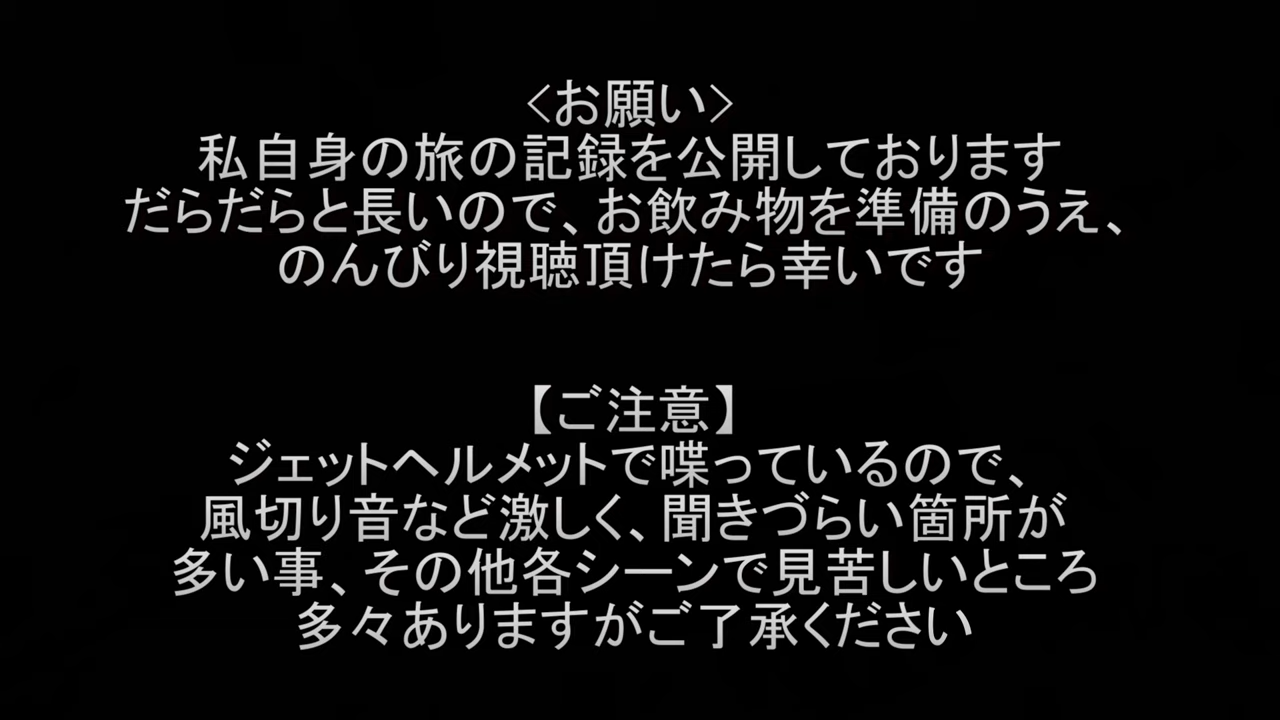 <お願い>
私自身の旅の記録を公開しております
だらだらと長いので、お飲み物を準備のうえ、
のんびり視聴頂けたら幸いです
【ご注意】
ジェットヘルメットで喋っているので、
風切り音など激しく、聞きづらい箇所が
多い事、その他各シーンで見苦しいところ
多々ありますがご了承ください